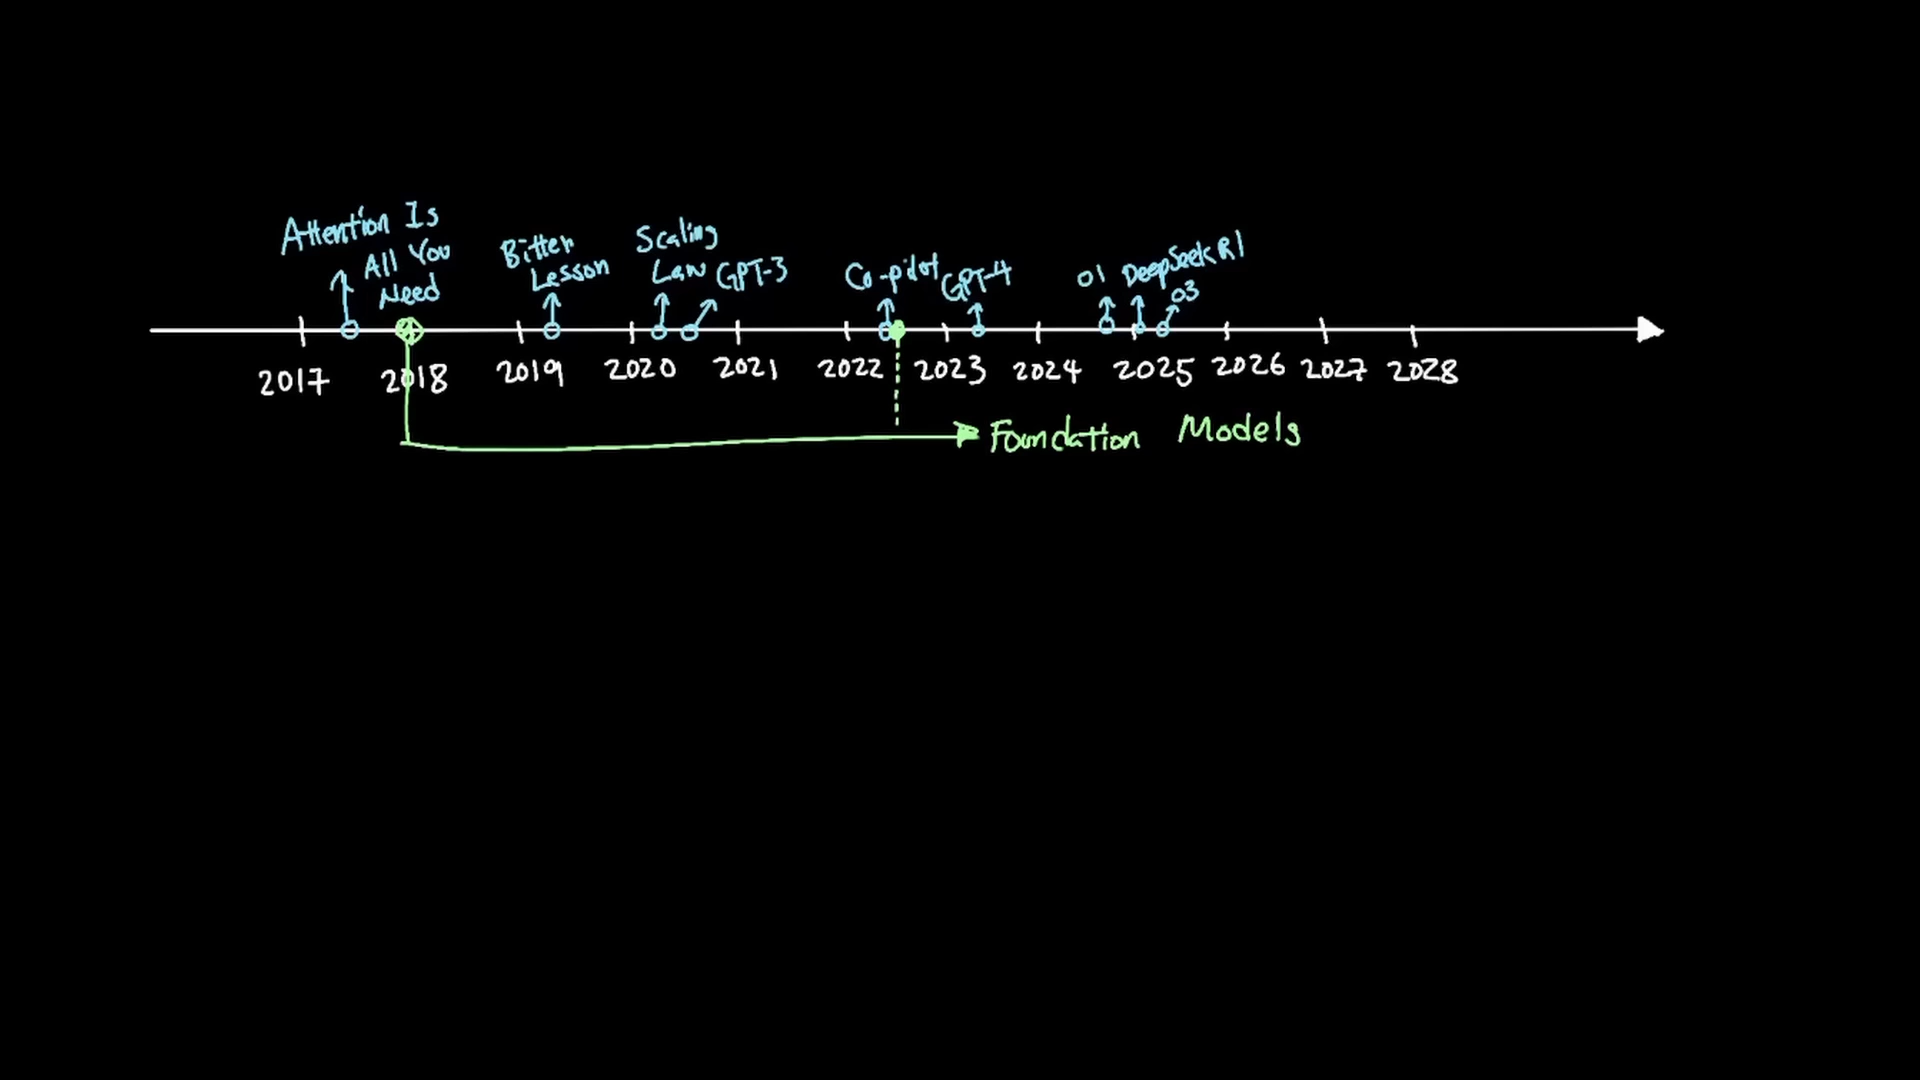 Attention Is
All You
Need
Bitter
Lesson
Scaling
Law
GPT-3
Co-pilot
GPT-4
o1
DeepSeek R1
o3
2017
2018
2019
2020
2021
2022
2023
2024
2025
2026
2027
2028
Foundation Models